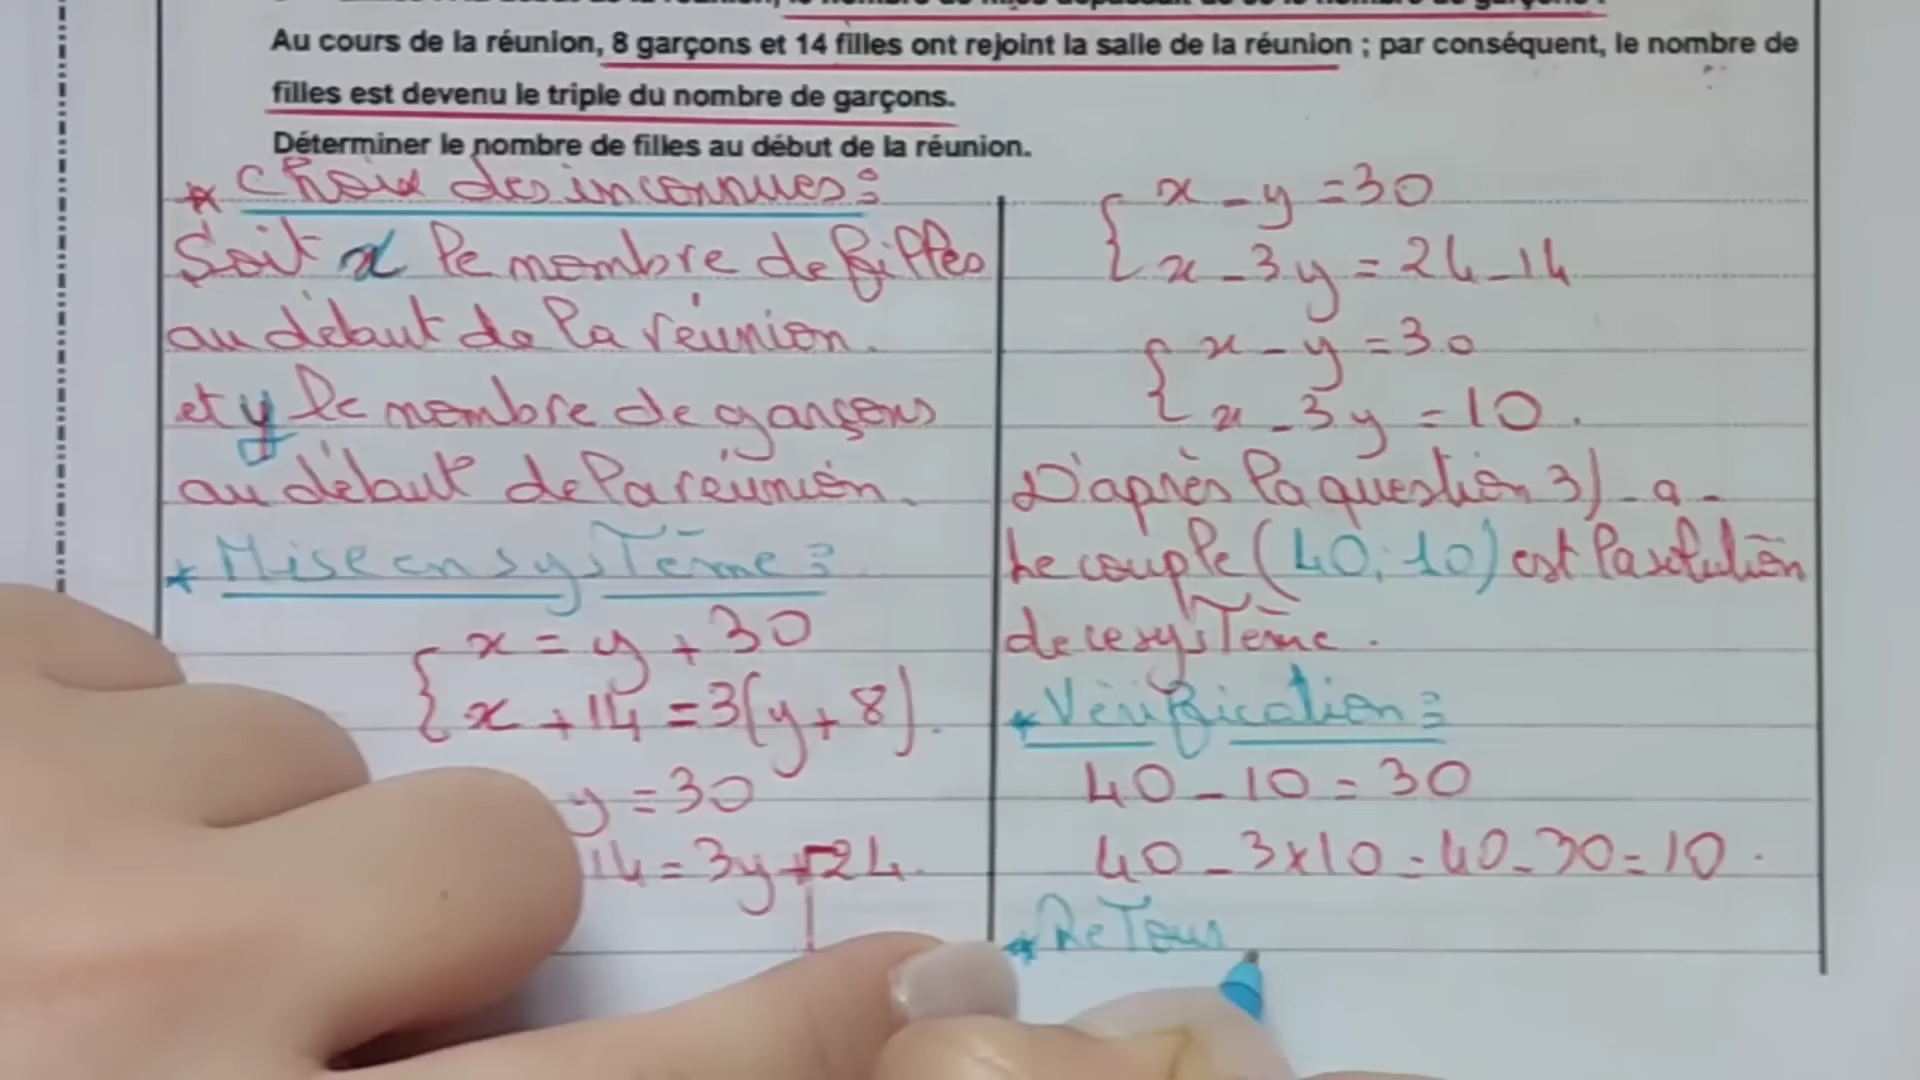 Au cours de la réunion, 8 garçons et 14 filles ont rejoint la salle de la réunion ; par conséquent, le nombre de
filles est devenu le triple du nombre de garçons.
Déterminer le nombre de filles au début de la réunion.
* Choix des inconnues :
Soit x le nombre de filles
au début de la réunion.
et y le nombre de garçons
au début de la réunion.
* Mise en système :
{ x = y + 30
{ x + 14 = 3(y + 8).
y = 30
14 = 3y + 24.
{ x - y = 30
{ x - 3y = 24 - 14
{ x - y = 30
{ x - 3y = 10.
D'après la question 3) - a -
Le couple (40; 10) est la solution
de ce système.
* Vérification :
40 - 10 = 30
40 - 3x10 = 40 - 30 = 10.
* Retour